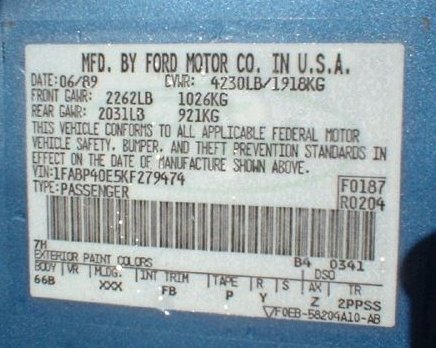 MFD. BY FORD MOTOR CO. IN U.S.A.
DATE: 06/89 GVWR: 4230LB/1918KG
FRONT GAWR: 2262LB 1026KG
REAR GAWR: 2031LB 921KG
THIS VEHICLE CONFORMS TO ALL APPLICABLE FEDERAL MOTOR
VEHICLE SAFETY, BUMPER, AND THEFT PREVENTION STANDARDS IN
EFFECT ON THE DATE OF MANUFACTURE SHOWN ABOVE.
VIN: 1FABP40E5KF279474 F0187
TYPE: PASSENGER R0204
7M B4 0341
EXTERIOR PAINT COLORS DSO
BODY VR MLDG. INT TRIM TAPE R S AX TR
66B XXX FB P Y Z 2PPSS
▽F0EB-58204A10-AB